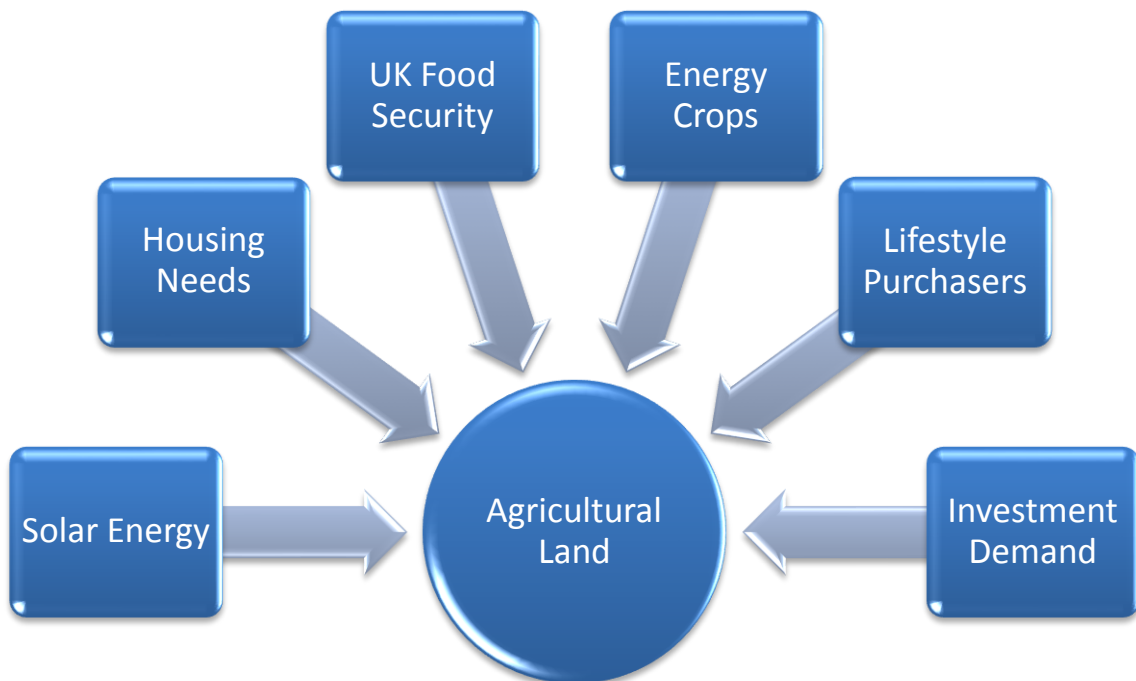 UK Food
Security
Energy
Crops
Housing
Needs
Lifestyle
Purchasers
Solar Energy
Agricultural
Land
Investment
Demand